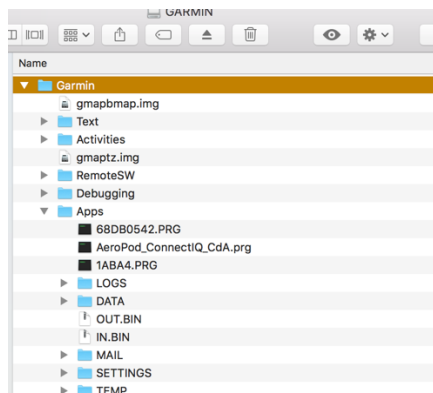 GARMIN
Name
Garmin
gmapbmap.img
Text
Activities
gmaptz.img
RemoteSW
Debugging
Apps
68DB0542.PRG
AeroPod_ConnectIQ_CdA.prg
1ABA4.PRG
LOGS
DATA
OUT.BIN
IN.BIN
MAIL
SETTINGS
TEMP